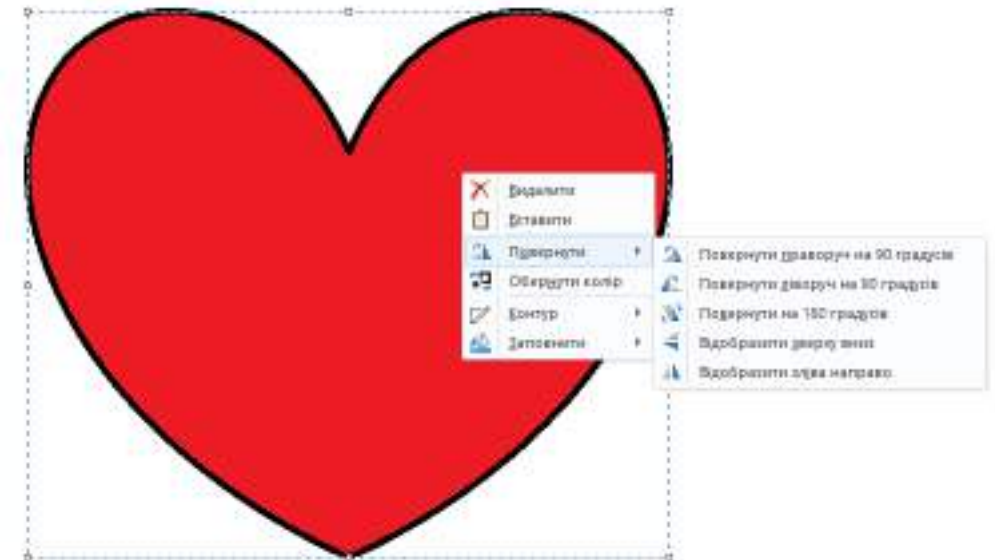 Видалити
Вставити
Повернути
Обернути колір
Контур
Заповнити
Повернути праворуч на 90 градусів
Повернути ліворуч на 90 градусів
Повернути на 180 градусів
Відобразити зверху вниз
Відобразити зліва направо